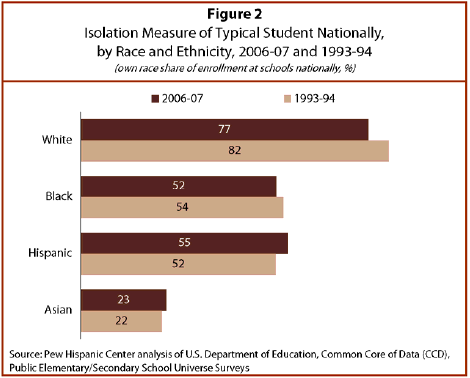 Figure 2
Isolation Measure of Typical Student Nationally,
by Race and Ethnicity, 2006-07 and 1993-94
(own race share of enrollment at schools nationally, %)
2006-07 1993-94
White 77
82
Black 52
54
Hispanic 55
52
Asian 23
22
Source: Pew Hispanic Center analysis of U.S. Department of Education, Common Core of Data (CCD),
Public Elementary/Secondary School Universe Surveys